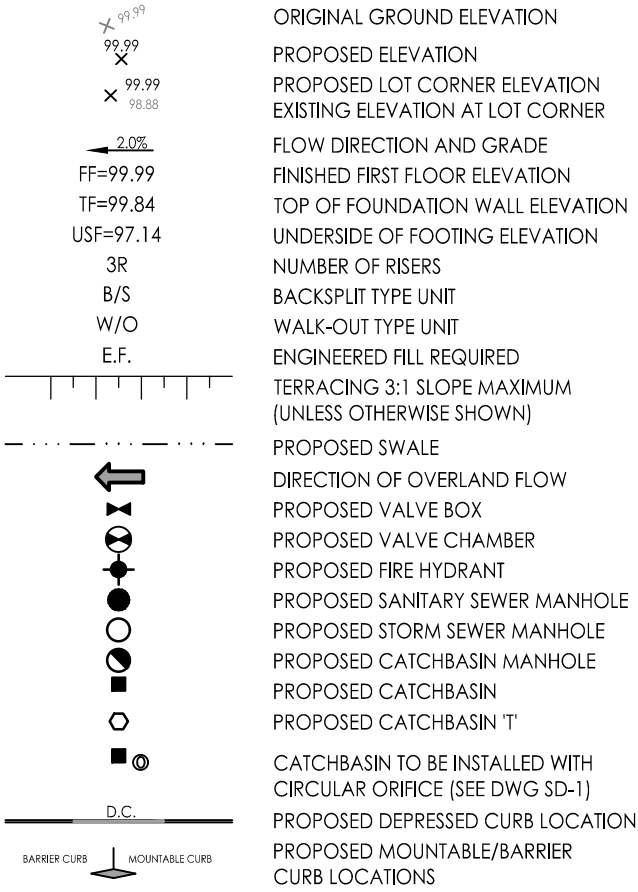 99.99 ORIGINAL GROUND ELEVATION
99.99 PROPOSED ELEVATION
99.99 PROPOSED LOT CORNER ELEVATION
98.88 EXISTING ELEVATION AT LOT CORNER
2.0% FLOW DIRECTION AND GRADE
FF=99.99 FINISHED FIRST FLOOR ELEVATION
TF=99.84 TOP OF FOUNDATION WALL ELEVATION
USF=97.14 UNDERSIDE OF FOOTING ELEVATION
3R NUMBER OF RISERS
B/S BACKSPLIT TYPE UNIT
W/O WALK-OUT TYPE UNIT
E.F. ENGINEERED FILL REQUIRED
TERRACING 3:1 SLOPE MAXIMUM
(UNLESS OTHERWISE SHOWN)
PROPOSED SWALE
DIRECTION OF OVERLAND FLOW
PROPOSED VALVE BOX
PROPOSED VALVE CHAMBER
PROPOSED FIRE HYDRANT
PROPOSED SANITARY SEWER MANHOLE
PROPOSED STORM SEWER MANHOLE
PROPOSED CATCHBASIN MANHOLE
PROPOSED CATCHBASIN
PROPOSED CATCHBASIN 'T'
CATCHBASIN TO BE INSTALLED WITH
CIRCULAR ORIFICE (SEE DWG SD-1)
D.C. PROPOSED DEPRESSED CURB LOCATION
BARRIER CURB MOUNTABLE CURB PROPOSED MOUNTABLE/BARRIER
CURB LOCATIONS